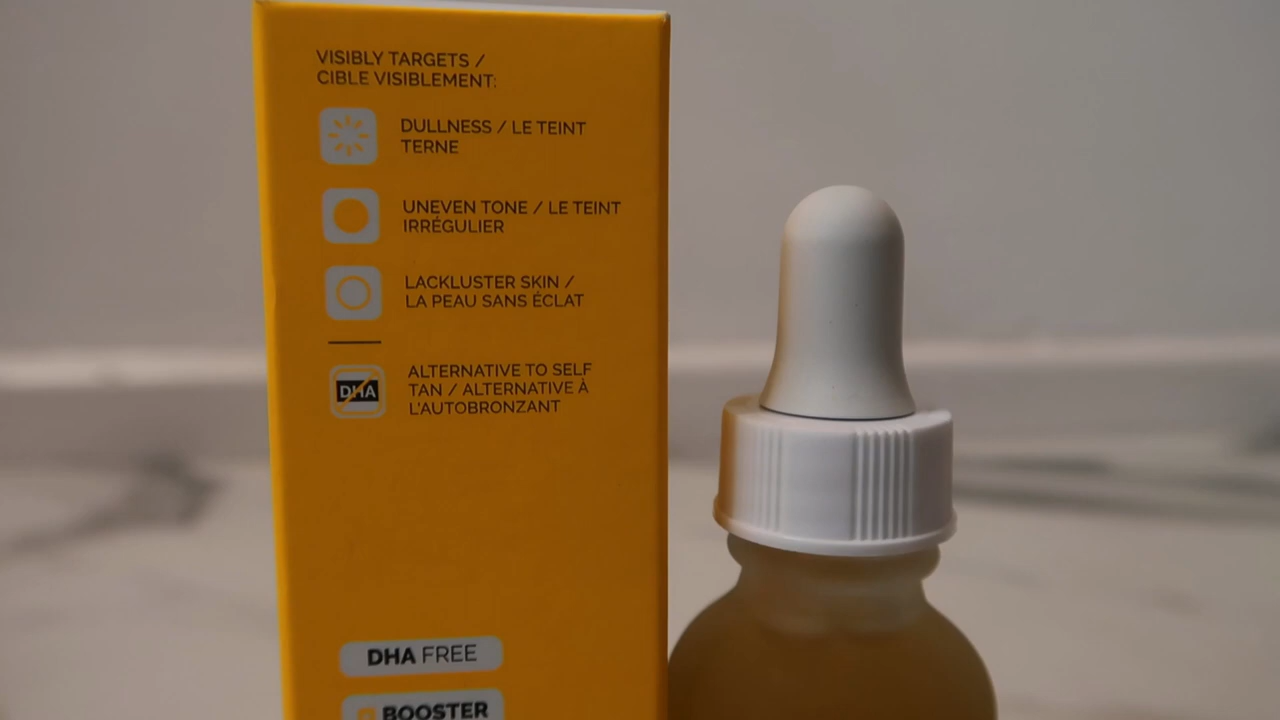 VISIBLY TARGETS /
CIBLE VISIBLEMENT:
DULLNESS / LE TEINT
TERNE
UNEVEN TONE / LE TEINT
IRRÉGULIER
LACKLUSTER SKIN /
LA PEAU SANS ÉCLAT
DHA
ALTERNATIVE TO SELF
TAN / ALTERNATIVE À
L'AUTOBRONZANT
DHA FREE
BOOSTER